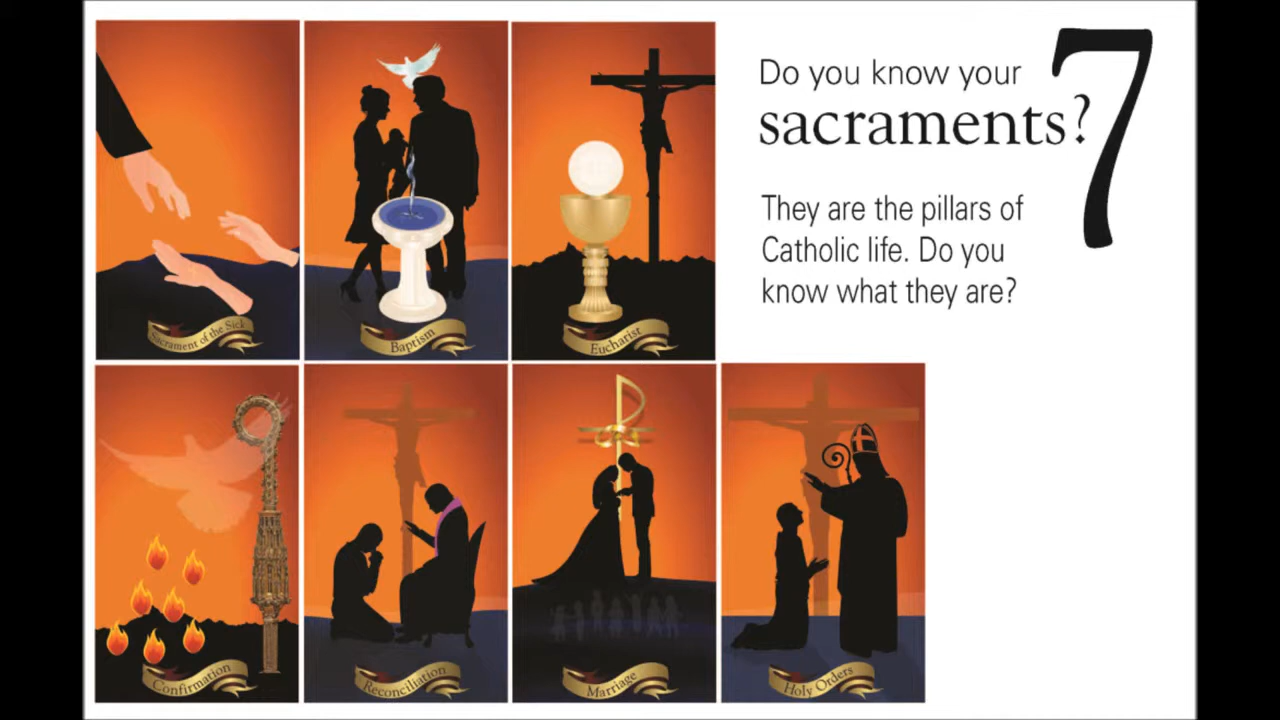 Do you know your
sacraments?
7
They are the pillars of
Catholic life. Do you
know what they are?
Sacrament of the Sick
Baptism
Eucharist
Confirmation
Reconciliation
Marriage
Holy Orders